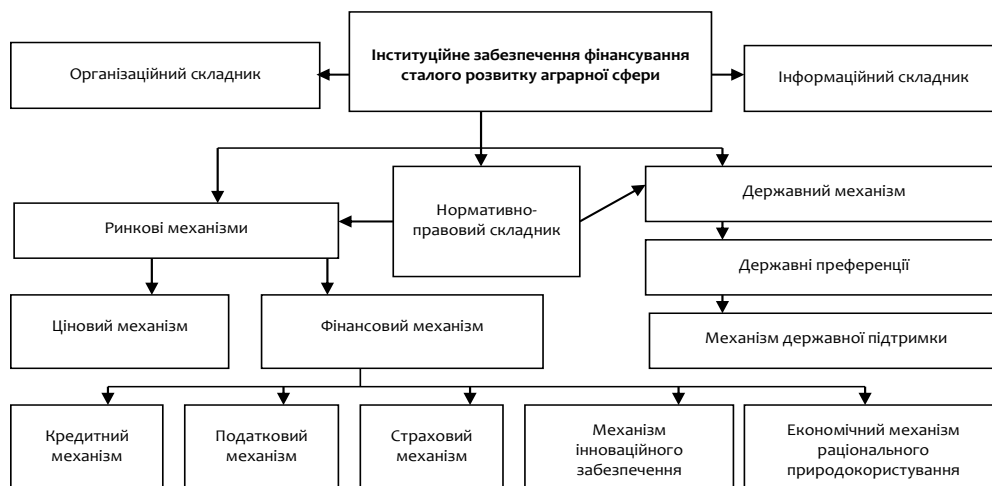 Інституційне забезпечення фінансування
сталого розвитку аграрної сфери
Організаційний складник
Інформаційний складник
Нормативно-
правовий складник
Державний механізм
Ринкові механізми
Державні преференції
Ціновий механізм
Фінансовий механізм
Механізм державної підтримки
Кредитний
механізм
Податковий
механізм
Страховий
механізм
Механізм
інноваційного
забезпечення
Економічний механізм
раціонального
природокористування